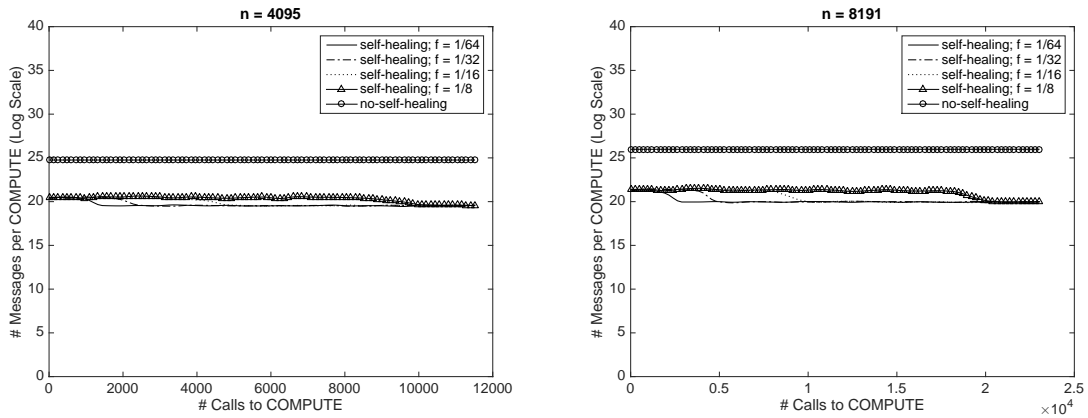 n = 4095
# Messages per COMPUTE (Log Scale)
40
35
30
25
20
15
10
5
0
self-healing; f = 1/64
self-healing; f = 1/32
self-healing; f = 1/16
self-healing; f = 1/8
no-self-healing
0 2000 4000 6000 8000 10000 12000
# Calls to COMPUTE
n = 8191
# Messages per COMPUTE (Log Scale)
40
35
30
25
20
15
10
5
0
self-healing; f = 1/64
self-healing; f = 1/32
self-healing; f = 1/16
self-healing; f = 1/8
no-self-healing
0 0.5 1 1.5 2 2.5
# Calls to COMPUTE
×10⁴